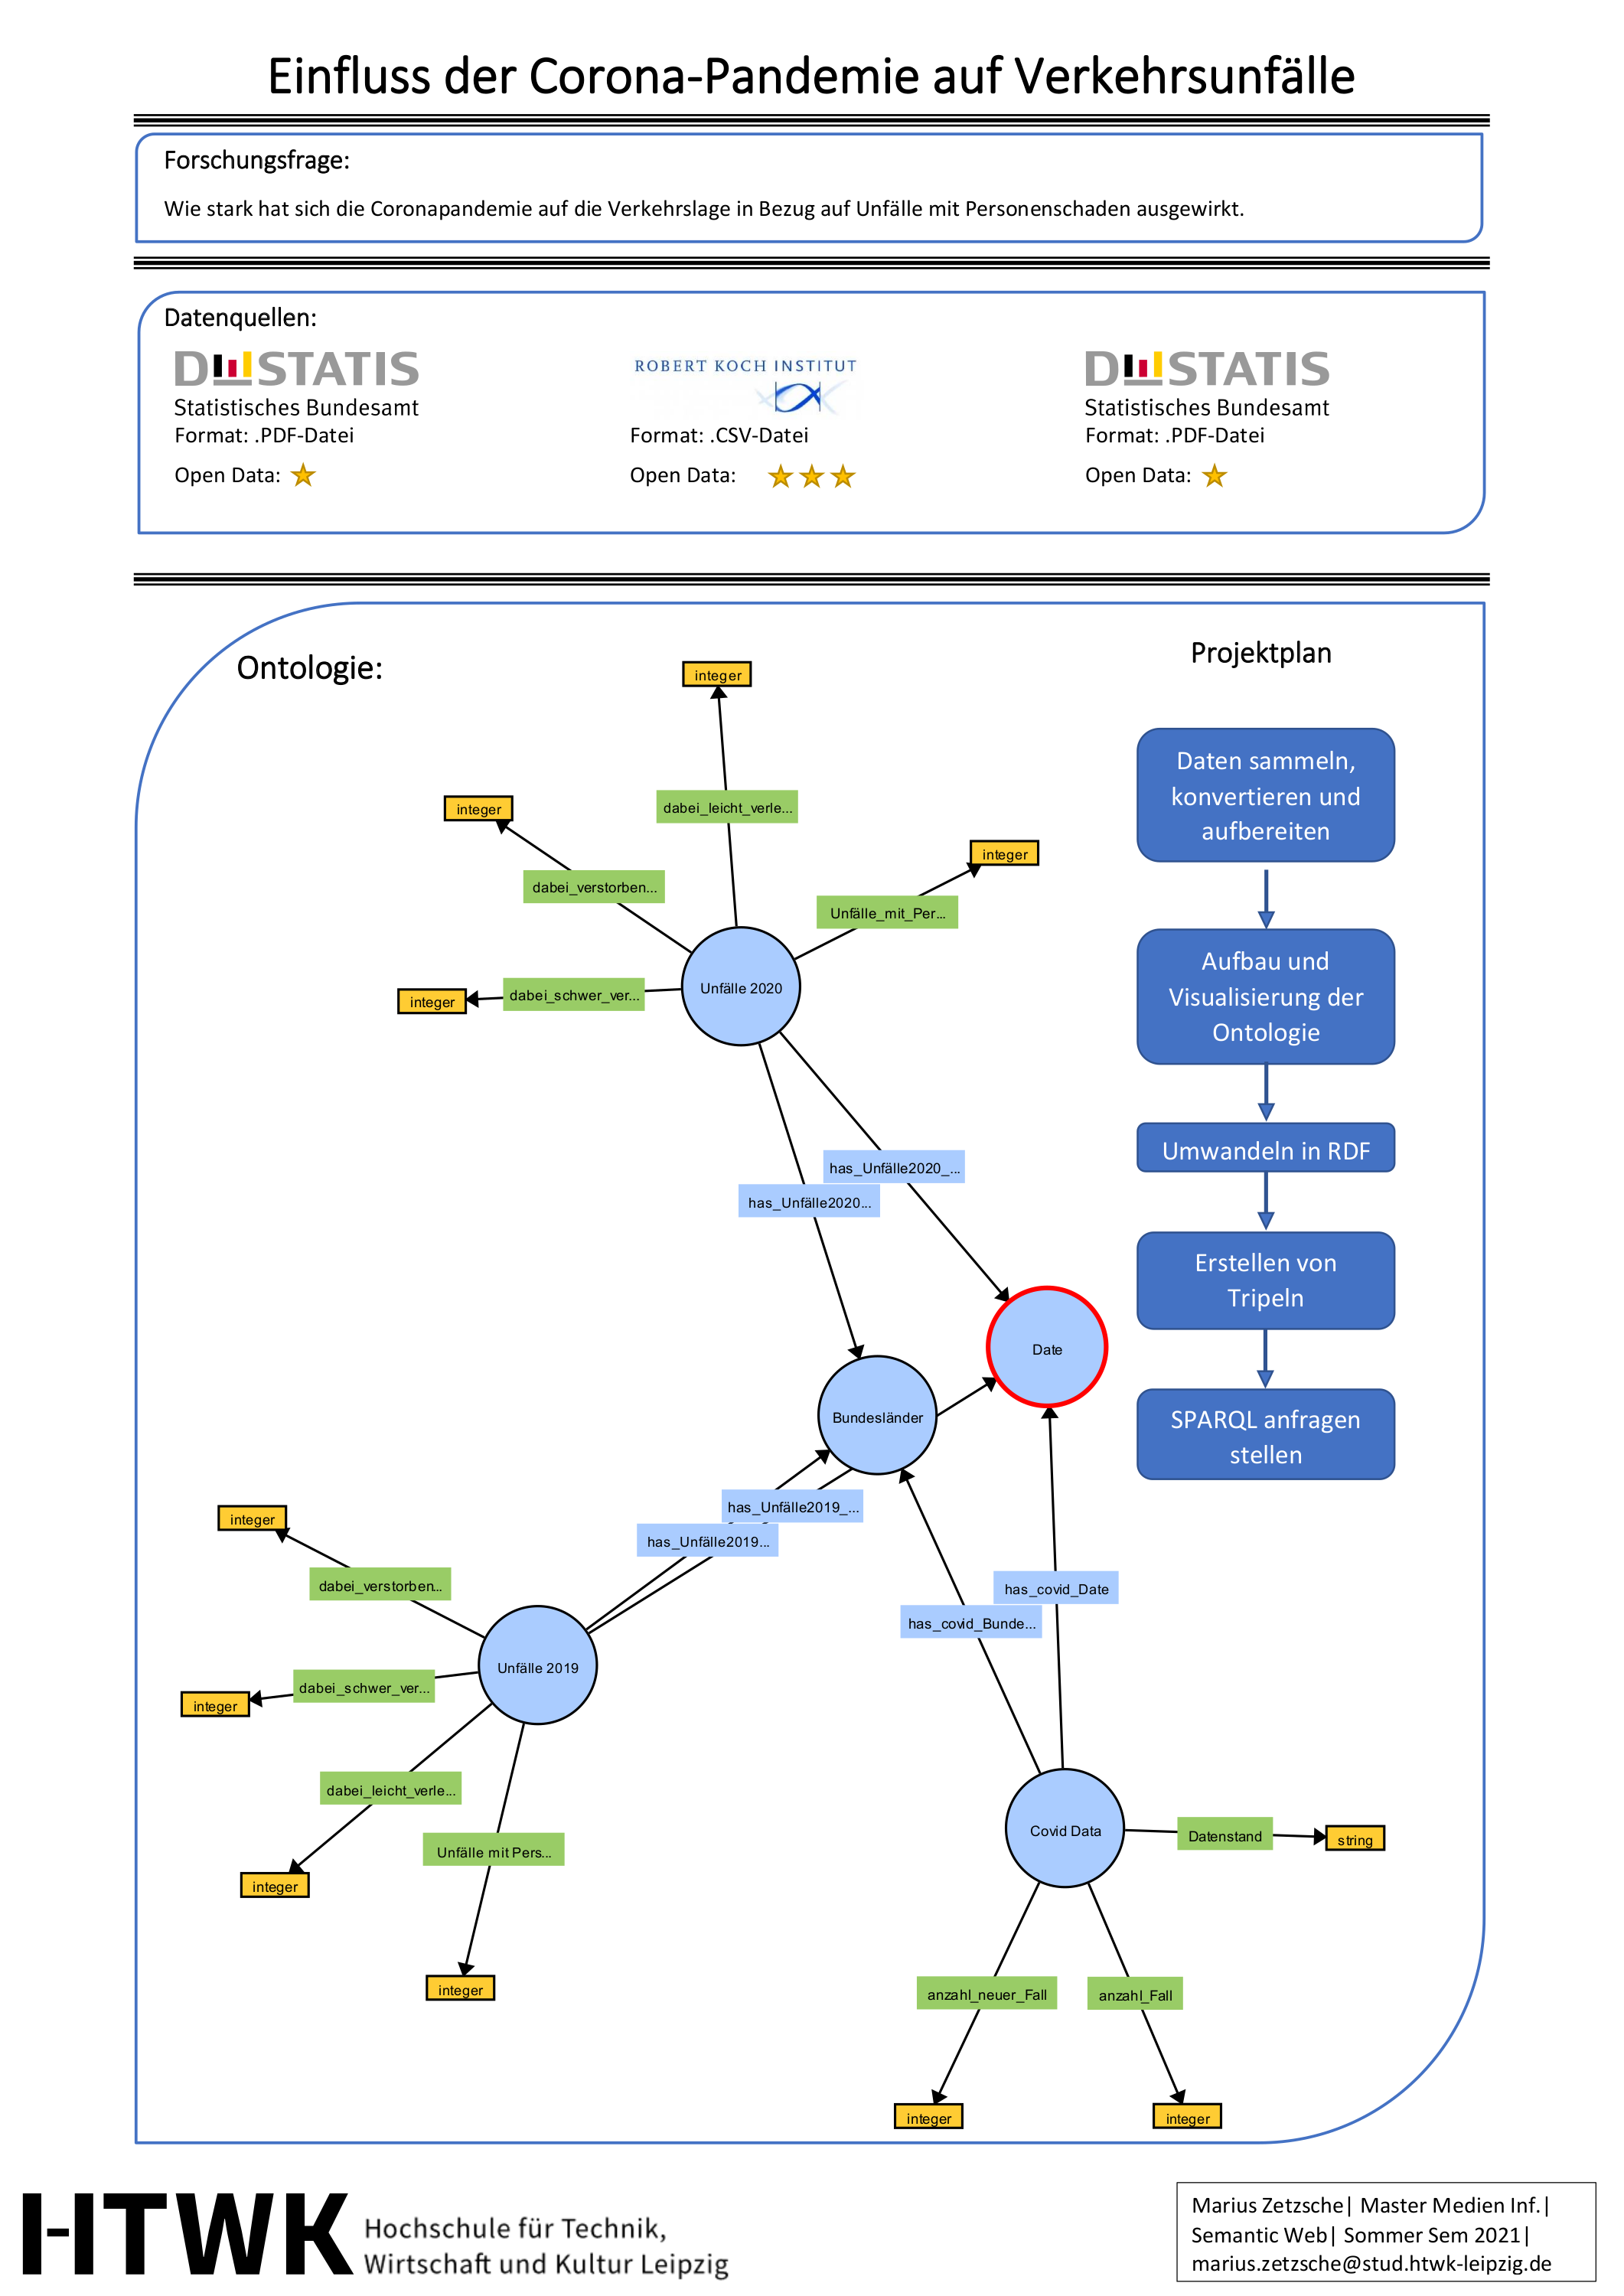 Einfluss der Corona-Pandemie auf Verkehrsunfälle
Forschungsfrage:
Wie stark hat sich die Coronapandemie auf die Verkehrslage in Bezug auf Unfälle mit Personenschaden ausgewirkt.
Datenquellen:
DESTATIS
Statistisches Bundesamt
Format: .PDF-Datei
Open Data:
ROBERT KOCH INSTITUT
Format: .CSV-Datei
Open Data:
DESTATIS
Statistisches Bundesamt
Format: .PDF-Datei
Open Data:
Ontologie:
integer
dabei_leicht_verle...
integer
dabei_verstorben...
integer
Unfälle_mit_Per...
Unfälle 2020
dabei_schwer_ver...
integer
has_Unfälle2020_...
has_Unfälle2020...
Date
Bundesländer
has_Unfälle2019_...
has_Unfälle2019...
integer
dabei_verstorben...
has_covid_Date
has_covid_Bunde...
Unfälle 2019
dabei_schwer_ver...
integer
dabei_leicht_verle...
integer
Unfälle mit Pers...
integer
Covid Data
Datenstand
string
anzahl_neuer_Fall
anzahl_Fall
integer
integer
Projektplan
Daten sammeln,
konvertieren und
aufbereiten
Aufbau und
Visualisierung der
Ontologie
Umwandeln in RDF
Erstellen von
Tripeln
SPARQL anfragen
stellen
HTWK
Hochschule für Technik,
Wirtschaft und Kultur Leipzig
Marius Zetzsche| Master Medien Inf.|
Semantic Web| Sommer Sem 2021|
marius.zetzsche@stud.htwk-leipzig.de